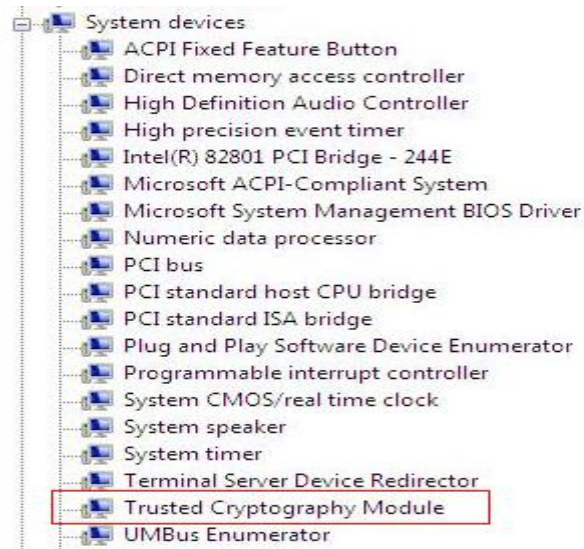 System devices
ACPI Fixed Feature Button
Direct memory access controller
High Definition Audio Controller
High precision event timer
Intel(R) 82801 PCI Bridge - 244E
Microsoft ACPI-Compliant System
Microsoft System Management BIOS Driver
Numeric data processor
PCI bus
PCI standard host CPU bridge
PCI standard ISA bridge
Plug and Play Software Device Enumerator
Programmable interrupt controller
System CMOS/real time clock
System speaker
System timer
Terminal Server Device Redirector
Trusted Cryptography Module
UMBus Enumerator